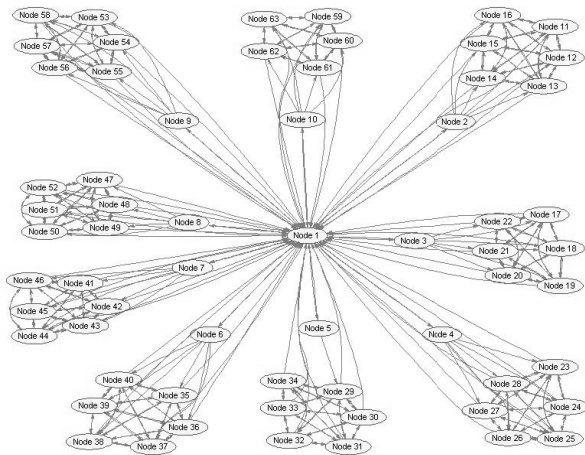 Node 58
Node 53
Node 57
Node 54
Node 56
Node 55
Node 9
Node 63
Node 59
Node 62
Node 60
Node 61
Node 10
Node 16
Node 11
Node 15
Node 12
Node 14
Node 13
Node 2
Node 52
Node 47
Node 51
Node 48
Node 50
Node 49
Node 8
Node 1
Node 3
Node 22
Node 17
Node 21
Node 18
Node 20
Node 19
Node 46
Node 41
Node 45
Node 42
Node 44
Node 43
Node 7
Node 6
Node 40
Node 35
Node 39
Node 36
Node 38
Node 37
Node 5
Node 34
Node 29
Node 33
Node 30
Node 32
Node 31
Node 4
Node 28
Node 23
Node 27
Node 24
Node 26
Node 25